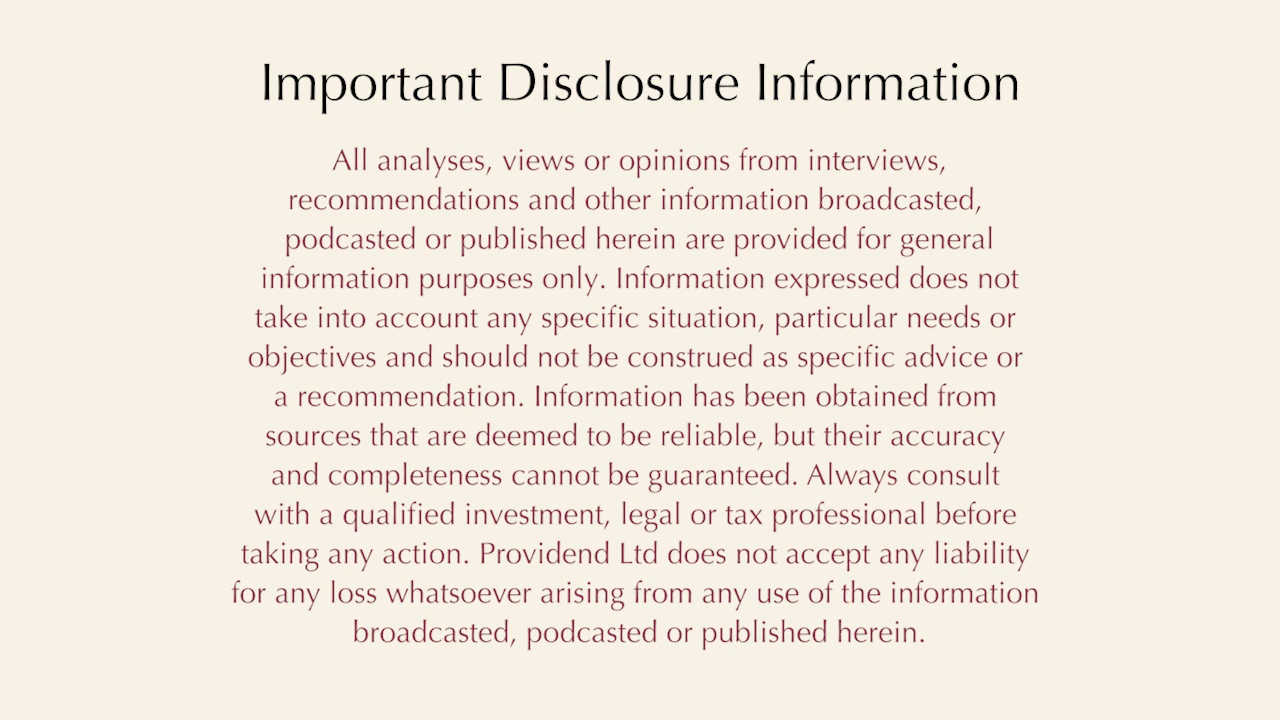 Important Disclosure Information
All analyses, views or opinions from interviews,
recommendations and other information broadcasted,
podcasted or published herein are provided for general
information purposes only. Information expressed does not
take into account any specific situation, particular needs or
objectives and should not be construed as specific advice or
a recommendation. Information has been obtained from
sources that are deemed to be reliable, but their accuracy
and completeness cannot be guaranteed. Always consult
with a qualified investment, legal or tax professional before
taking any action. Providend Ltd does not accept any liability
for any loss whatsoever arising from any use of the information
broadcasted, podcasted or published herein.